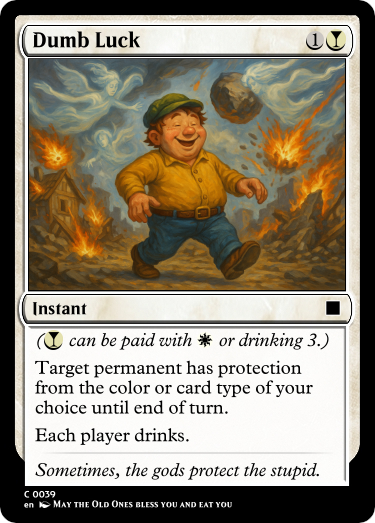 Dumb Luck 1
Instant
( can be paid with or drinking 3.)
Target permanent has protection
from the color or card type of your
choice until end of turn.
Each player drinks.
Sometimes, the gods protect the stupid.
C 0039
en MAY THE OLD ONES BLESS YOU AND EAT YOU